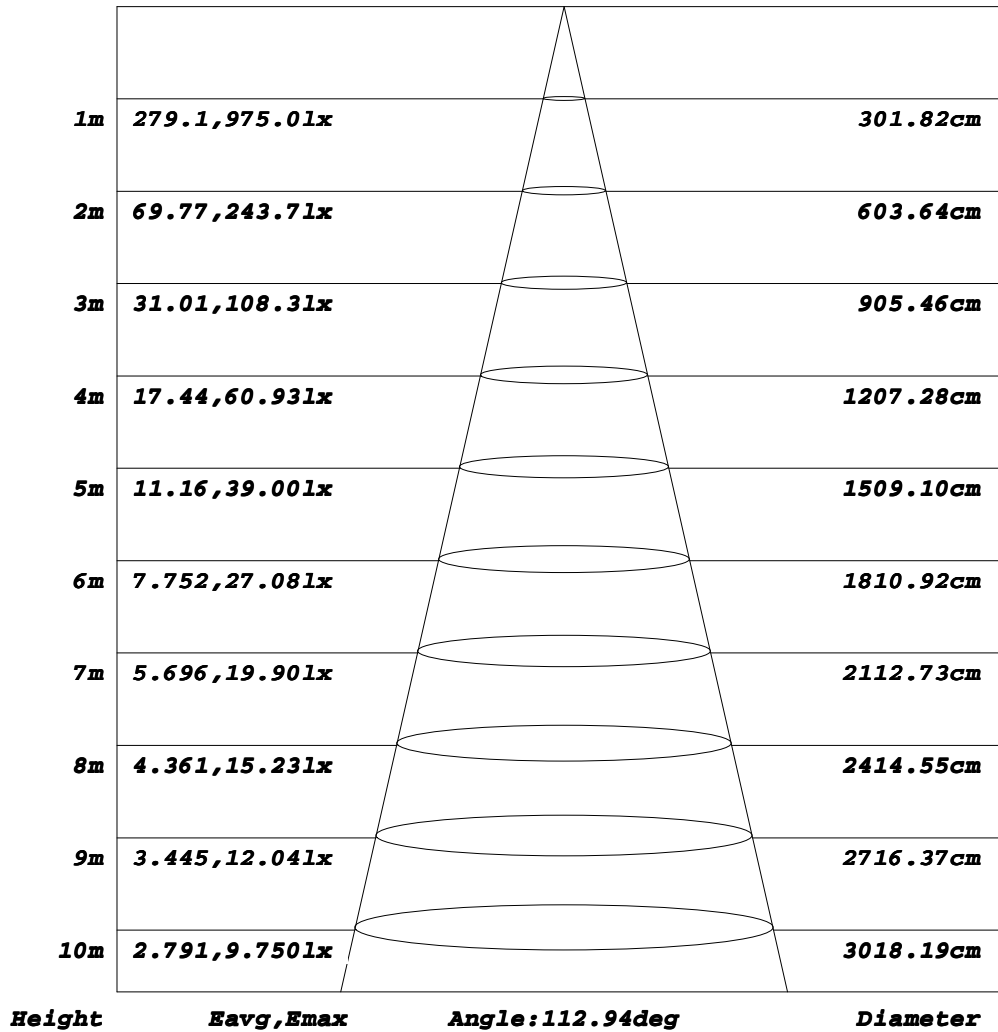 1m 279.1,975.0lx 301.82cm
2m 69.77,243.7lx 603.64cm
3m 31.01,108.3lx 905.46cm
4m 17.44,60.93lx 1207.28cm
5m 11.16,39.00lx 1509.10cm
6m 7.752,27.08lx 1810.92cm
7m 5.696,19.90lx 2112.73cm
8m 4.361,15.23lx 2414.55cm
9m 3.445,12.04lx 2716.37cm
10m 2.791,9.750lx 3018.19cm
Height Eavg,Emax Angle:112.94deg Diameter